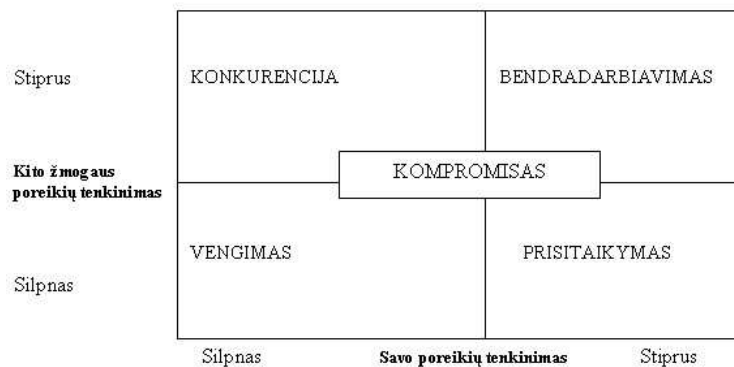 Stiprus
KONKURENCIJA
BENDRADARBIAVIMAS
Kito žmogaus
poreikių tenkinimas
KOMPROMISAS
VENGIMAS
PRISITAIKYMAS
Silpnas
Silpnas
Savo poreikių tenkinimas
Stiprus